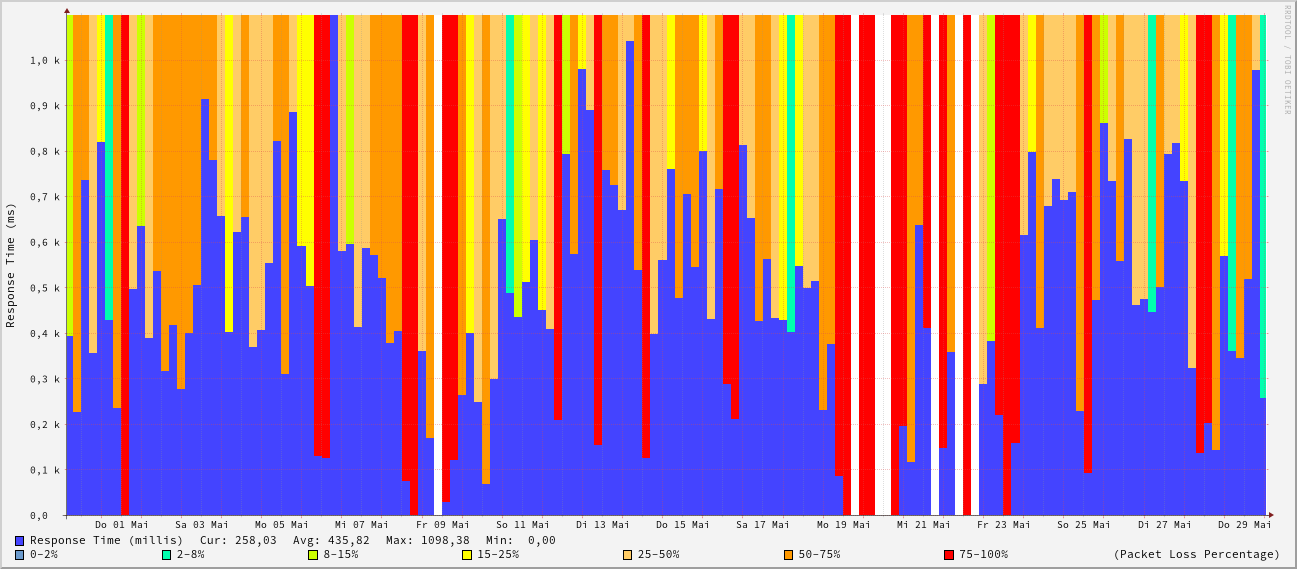 RRDTOOL / TOBI OETIKER
Response Time (ms)
1,0 k
0,9 k
0,8 k
0,7 k
0,6 k
0,5 k
0,4 k
0,3 k
0,2 k
0,1 k
0,0
Do 01 Mai Sa 03 Mai Mo 05 Mai Mi 07 Mai Fr 09 Mai So 11 Mai Di 13 Mai Do 15 Mai Sa 17 Mai Mo 19 Mai Mi 21 Mai Fr 23 Mai So 25 Mai Di 27 Mai Do 29 Mai
Response Time (millis) Cur: 258,03 Avg: 435,82 Max: 1098,38 Min: 0,00
0-2% 2-8% 8-15% 15-25% 25-50% 50-75% 75-100% (Packet Loss Percentage)